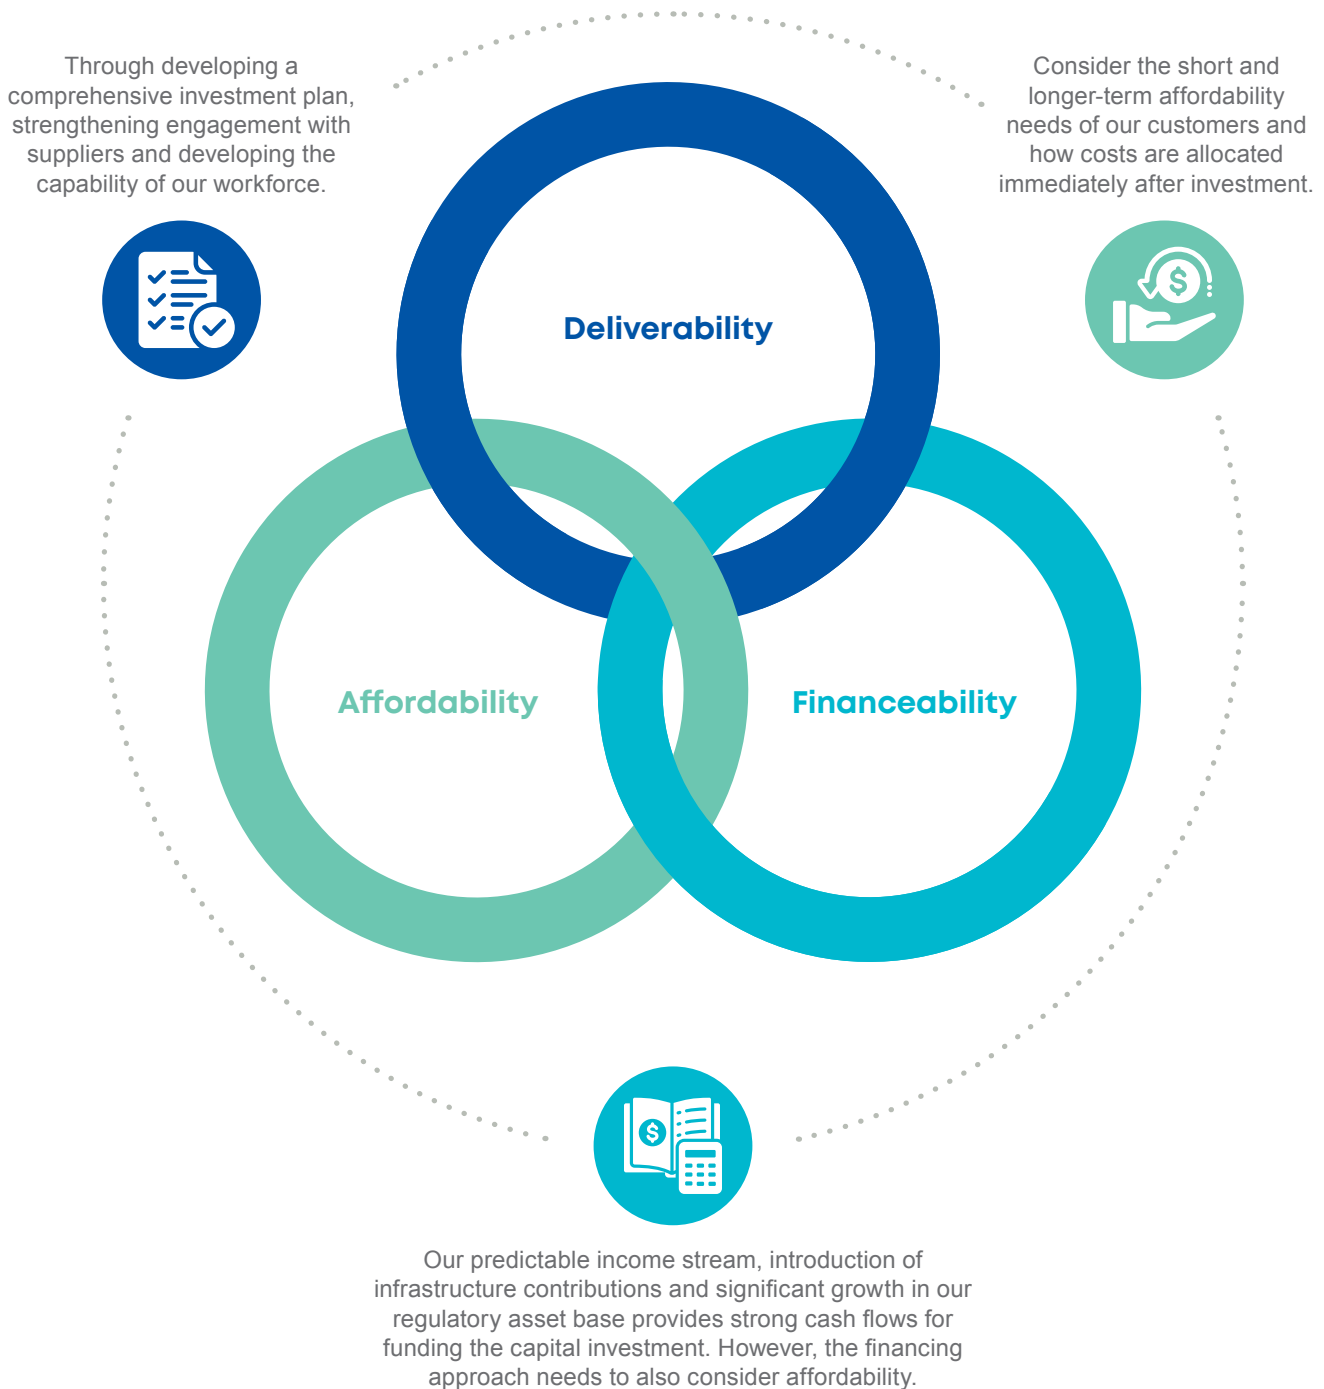 Through developing a
comprehensive investment plan,
strengthening engagement with
suppliers and developing the
capability of our workforce.
Consider the short and
longer-term affordability
needs of our customers and
how costs are allocated
immediately after investment.
$
Deliverability
Affordability
Financeability
$
Our predictable income stream, introduction of
infrastructure contributions and significant growth in our
regulatory asset base provides strong cash flows for
funding the capital investment. However, the financing
approach needs to also consider affordability.